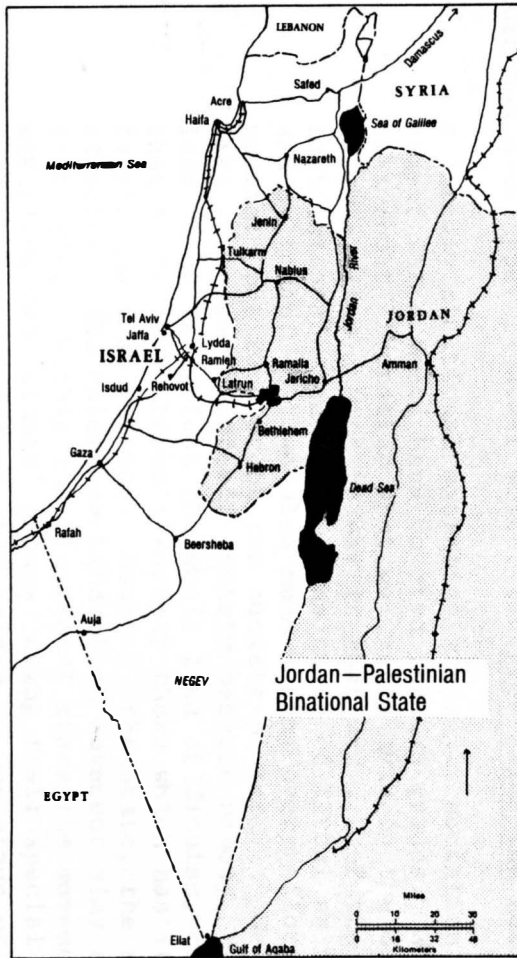 LEBANON
Damascus
Safed
SYRIA
Acre
Haifa
Sea of Galilee
Mediterranean Sea
Nazareth
Jenin
Tulkarm
Nablus
Jordan River
Tel Aviv
Jaffa
JORDAN
Lydda
ISRAEL
Ramleh
Ramalla
Amman
Isdud
Rehovot
Latrun
Jericho
Bethlehem
Gaza
Hebron
Dead Sea
Rafah
Beersheba
Auja
NEGEV
Jordan—Palestinian
Binational State
EGYPT
Miles
0 10 20 30
0 16 32 48
Kilometers
Eilat
Gulf of Aqaba